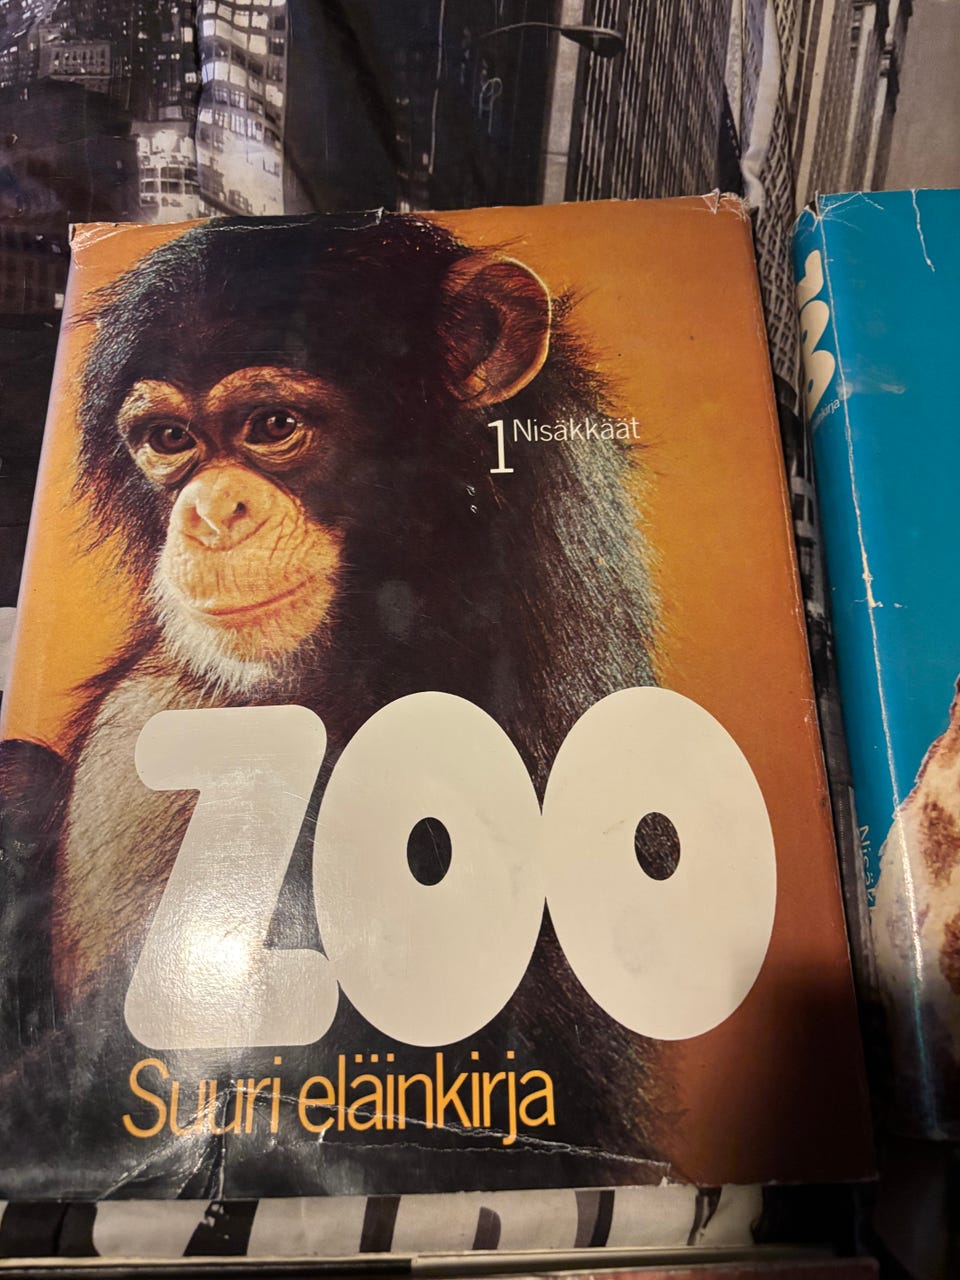 1 Nisäkkäät
ZOO
Suuri eläinkirja